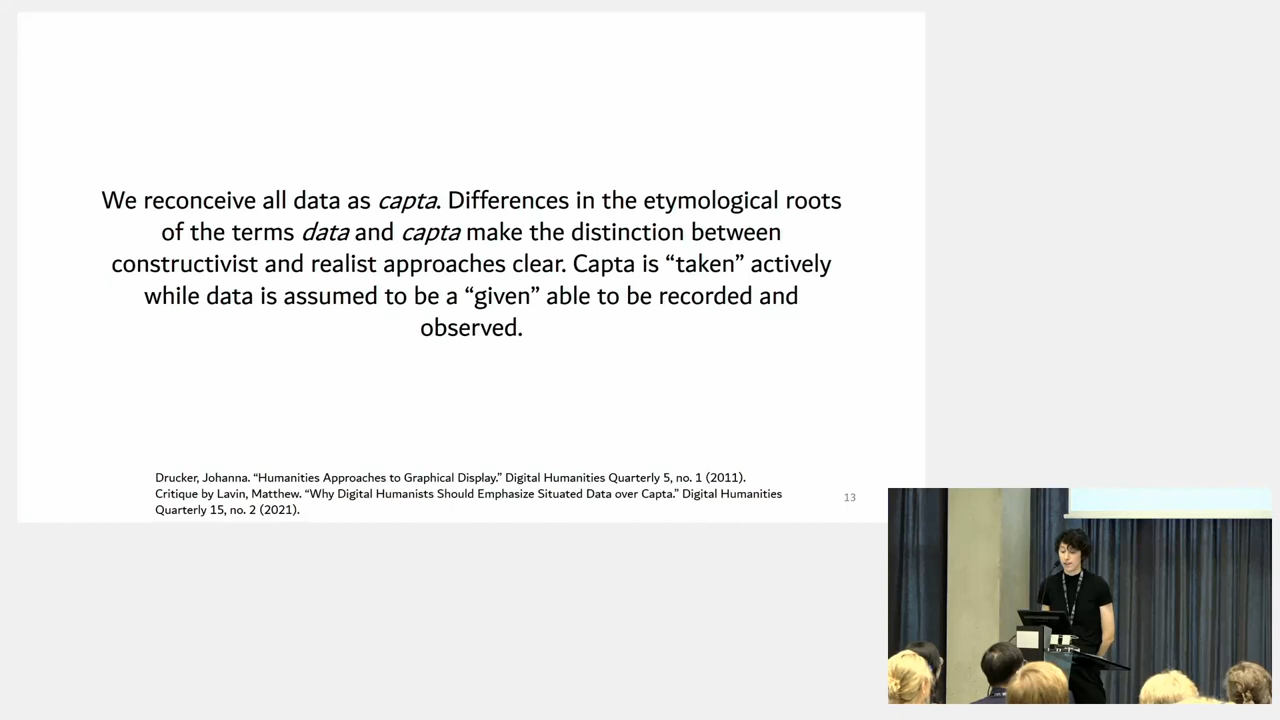 We reconceive all data as capta. Differences in the etymological roots
of the terms data and capta make the distinction between
constructivist and realist approaches clear. Capta is “taken” actively
while data is assumed to be a “given” able to be recorded and
observed.
Drucker, Johanna. “Humanities Approaches to Graphical Display.” Digital Humanities Quarterly 5, no. 1 (2011).
Critique by Lavin, Matthew. “Why Digital Humanists Should Emphasize Situated Data over Capta.” Digital Humanities
Quarterly 15, no. 2 (2021).
13